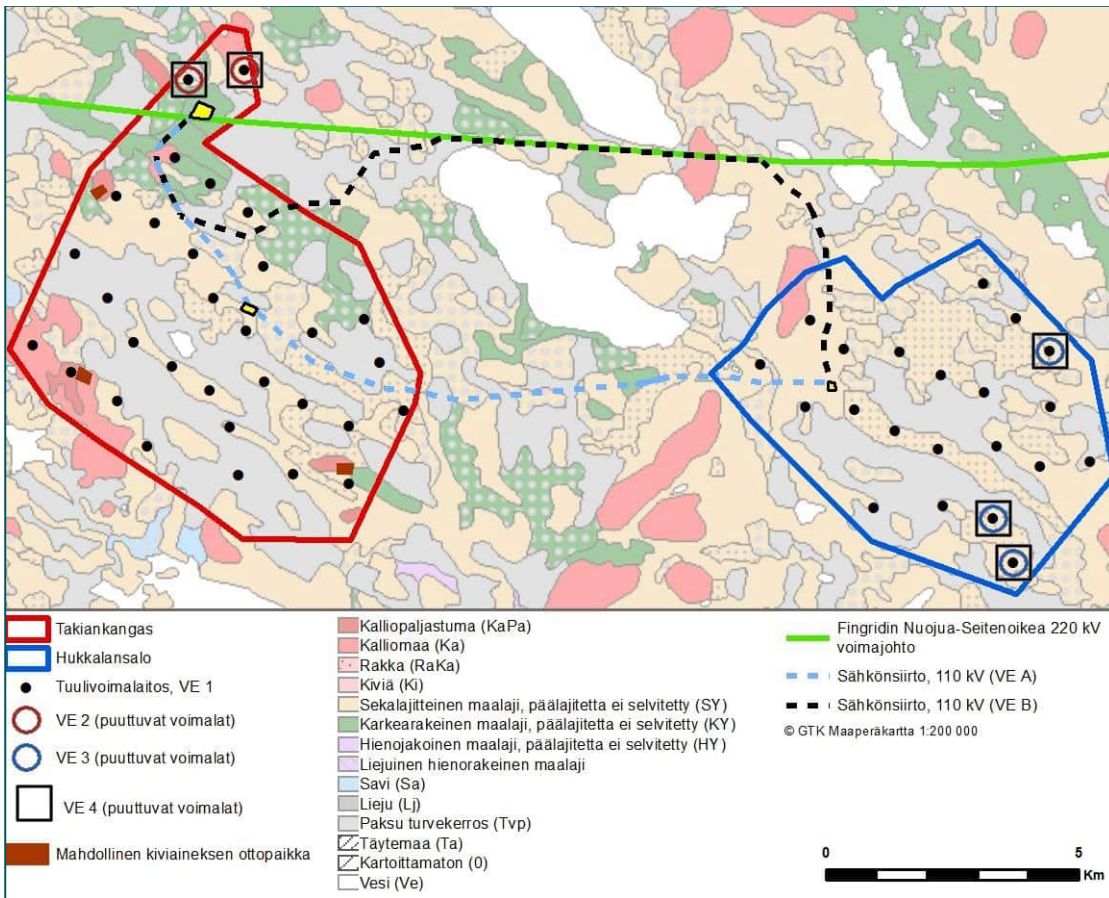 Takiankangas
Hukkalansalo
Tuulivoimalaitos, VE 1
VE 2 (puuttuvat voimalat)
VE 3 (puuttuvat voimalat)
VE 4 (puuttuvat voimalat)
Mahdollinen kiviaineksen ottopaikka
Kalliopaljastuma (KaPa)
Kalliomaa (Ka)
Rakka (RaKa)
Kiviä (Ki)
Sekalajitteinen maalaji, päälajitetta ei selvitetty (SY)
Karkearakeinen maalaji, päälajitetta ei selvitetty (KY)
Hienojakoinen maalaji, päälajitetta ei selvitetty (HY)
Liejuinen hienorakeinen maalaji
Savi (Sa)
Lieju (Lj)
Paksu turvekerros (Tvp)
Täytemaa (Ta)
Kartoittamaton (0)
Vesi (Ve)
Fingridin Nuojua-Seitenoikea 220 kV
voimajohto
Sähkönsiirto, 110 kV (VE A)
Sähkönsiirto, 110 kV (VE B)
© GTK Maaperäkartta 1:200 000
0 5
Km